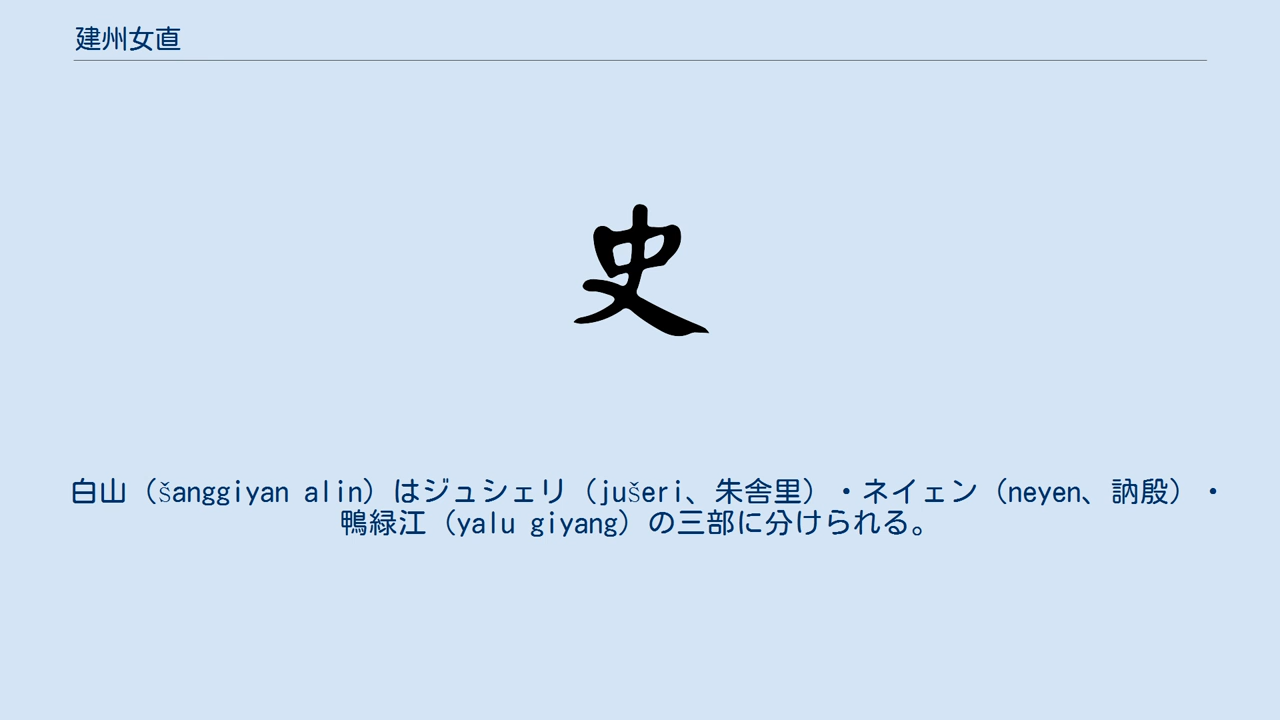 建州女直
史
白山（šanggiyan alin）はジュシェリ（jušeri、朱舎里）・ネイェン（neyen、訥殷）・
鴨緑江（yalu giyang）の三部に分けられる。